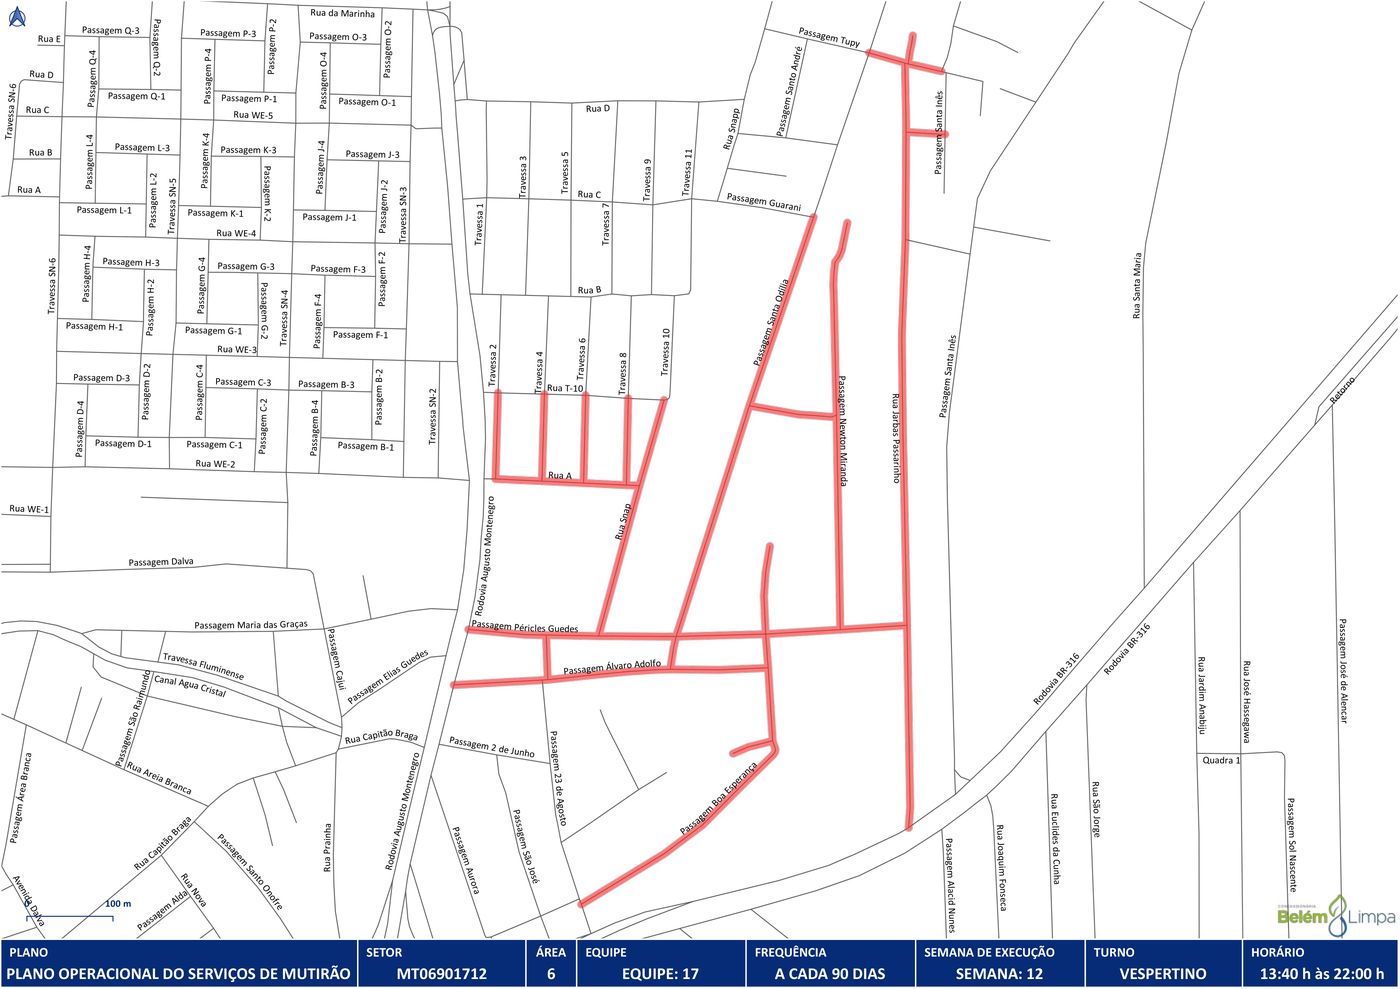 Rua da Marinha
Passagem Q-3
Passagem Q-2
Passagem P-3
Passagem P-2
Passagem O-3
Passagem O-2
Rua E
Passagem Q-4
Passagem P-4
Passagem O-4
Rua D
Travessa SN-6
Passagem Q-1
Passagem P-1
Passagem O-1
Rua C
Rua WE-5
Rua B
Passagem L-4
Passagem L-3
Passagem K-4
Passagem K-3
Passagem J-4
Passagem J-3
Rua A
Passagem L-2
Travessa SN-5
Passagem K-2
Passagem J-2
Travessa SN-3
Passagem L-1
Passagem K-1
Passagem J-1
Rua WE-4
Travessa SN-6
Passagem H-4
Passagem H-3
Passagem H-2
Passagem G-4
Passagem G-3
Passagem G-2
Travessa SN-4
Passagem F-4
Passagem F-3
Passagem F-2
Passagem H-1
Passagem G-1
Passagem F-1
Rua WE-3
Passagem D-3
Passagem D-2
Passagem C-4
Passagem C-3
Passagem B-3
Passagem B-2
Passagem D-4
Passagem C-2
Passagem B-4
Travessa SN-2
Passagem D-1
Passagem C-1
Passagem B-1
Rua WE-2
Rua WE-1
Passagem Dalva
Rua D
Travessa 3
Travessa 5
Travessa 9
Travessa 11
Rua C
Travessa 1
Travessa 7
Rua B
Travessa 2
Travessa 4
Travessa 6
Travessa 8
Travessa 10
Rua T-10
Rua A
Rua Snap
Rua Snapp
Passagem Tupy
Passagem Santo André
Passagem Guarani
Passagem Santa Inês
Passagem Santa Odília
Passagem Newton Miranda
Rua Jarbas Passarinho
Passagem Santa Inês
Rua Santa Maria
Retorno
Rodovia Augusto Montenegro
Passagem Péricles Guedes
Passagem Álvaro Adolfo
Passagem Maria das Graças
Travessa Fluminense
Canal Agua Cristal
Passagem Cajuí
Passagem Elias Guedes
Passagem São Raimundo
Rua Capitão Braga
Passagem 2 de Junho
Passagem 23 de Agosto
Passagem Boa Esperança
Rodovia BR-316
Rodovia BR-316
Rua Jardim Anabiju
Rua José Hassegawa
Passagem José de Alencar
Quadra 1
Passagem Área Branca
Rua Areia Branca
Rodovia Augusto Montenegro
Rua Capitão Braga
Rua Prainha
Passagem Santo Onofre
Rua Nova
Passagem Alda
Avenida Dalva
Passagem Aurora
Passagem São José
Passagem Alacid Nunes
Rua Joaquim Fonseca
Rua Euclides da Cunha
Rua São Jorge
Passagem Sol Nascente
0 100 m
CONCESSIONÁRIA
Belém Limpa
PLANO
PLANO OPERACIONAL DO SERVIÇOS DE MUTIRÃO
SETOR
MT06901712
ÁREA
6
EQUIPE
EQUIPE: 17
FREQUÊNCIA
A CADA 90 DIAS
SEMANA DE EXECUÇÃO
SEMANA: 12
TURNO
VESPERTINO
HORÁRIO
13:40 h às 22:00 h